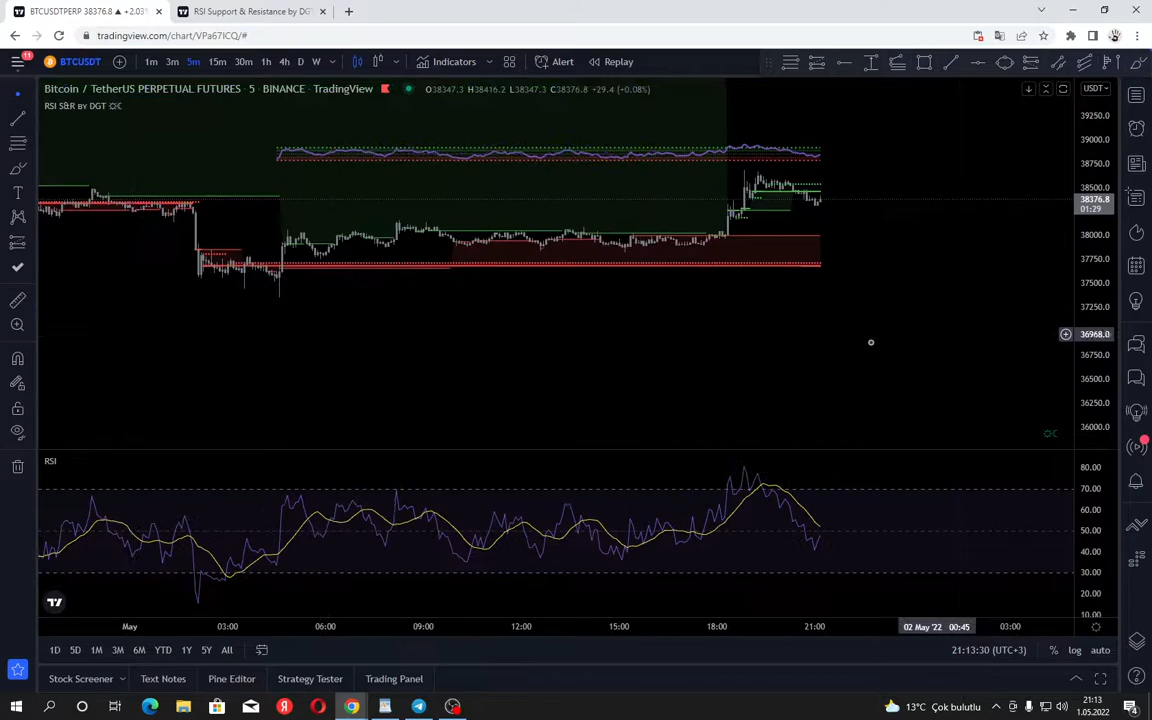 BTCUSDTPERP 38376.8 ▲ +2.03%
RSI Support & Resistance by DG
tradingview.com/chart/VPa67ICQ/#
11
BTCUSDT
1m 3m 5m 15m 30m 1h 4h D W
Indicators
Alert
Replay
Bitcoin / TetherUS PERPETUAL FUTURES · 5 · BINANCE · TradingView
O38347.3 H38416.2 L38347.3 C38376.8 +29.4 (+0.08%)
USDT
RSI S&R BY DGT
39250.0
39000.0
38750.0
38500.0
38376.8
01:29
38000.0
37750.0
37500.0
37250.0
36968.0
36750.0
36500.0
36250.0
36000.0
RSI
80.00
70.00
60.00
50.00
40.00
30.00
20.00
10.00
May 03:00 06:00 09:00 12:00 15:00 18:00 21:00 02 May '22 00:45 03:00
1D 5D 1M 3M 6M YTD 1Y 5Y All
21:13:30 (UTC+3) % log auto
Stock Screener Text Notes Pine Editor Strategy Tester Trading Panel
13°C Çok bulutlu
21:13
1.05.2022
4